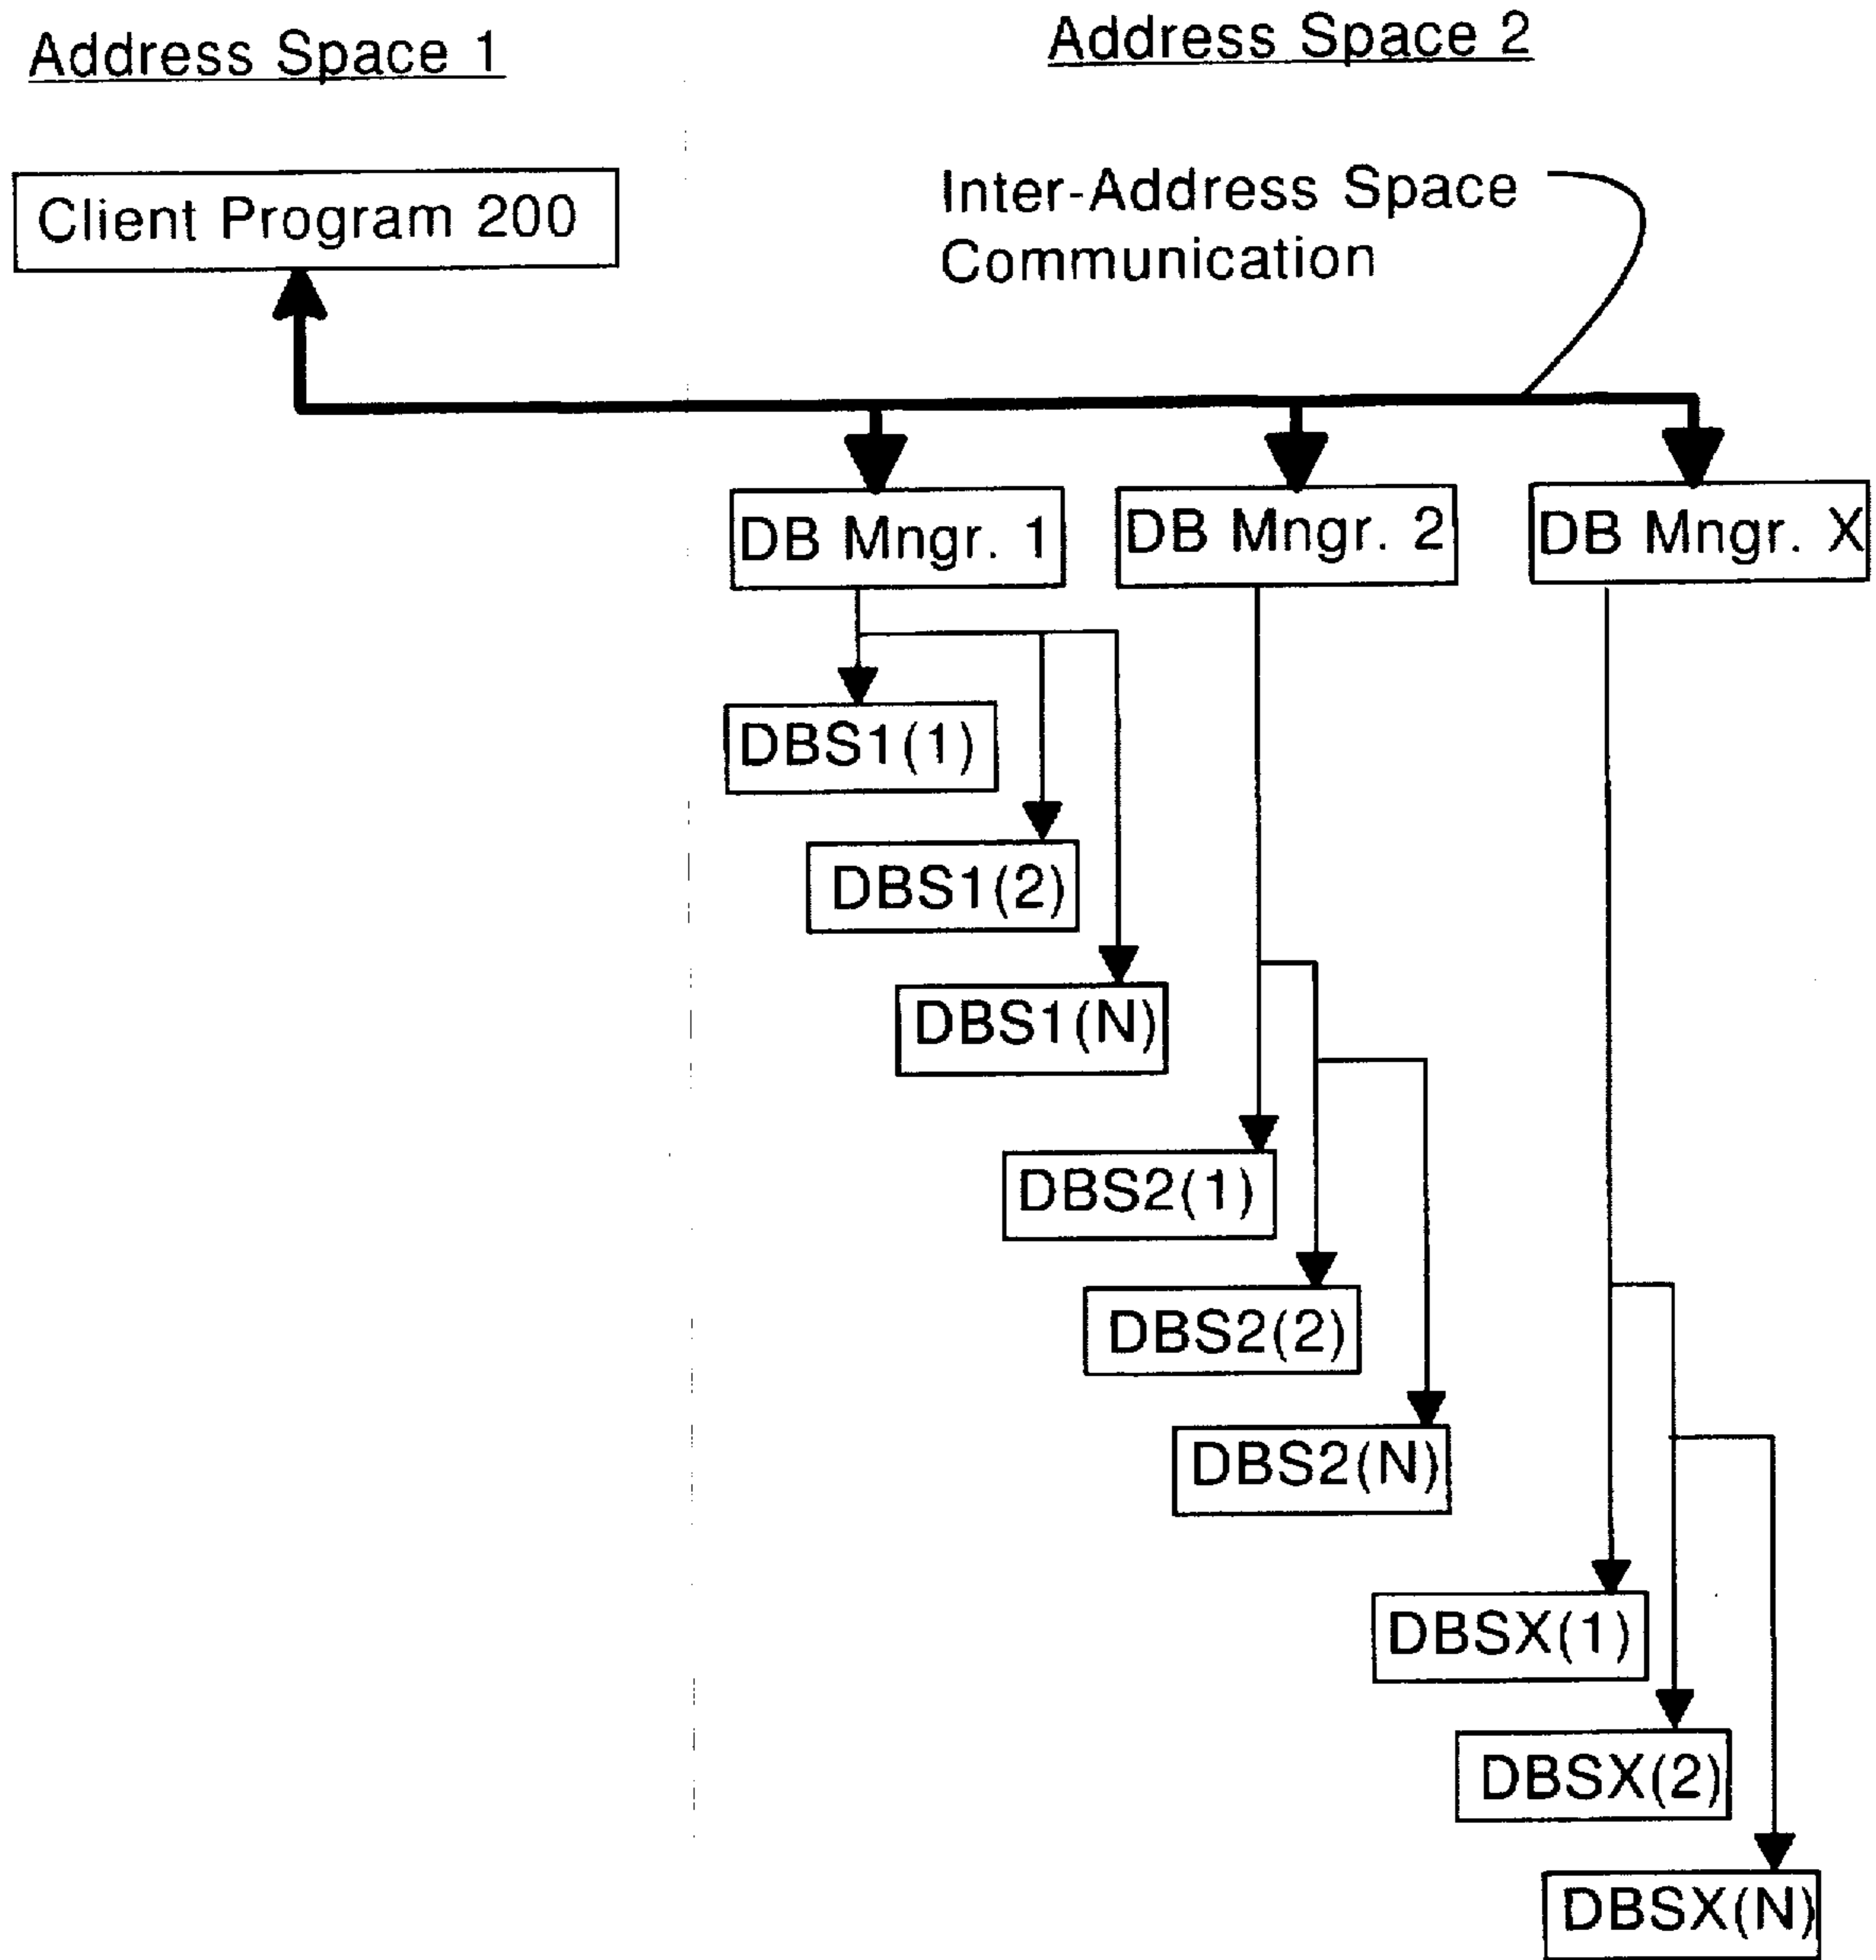 Address Space 1
Address Space 2
Client Program 200
Inter-Address Space
Communication
DB Mngr. 1
DB Mngr. 2
DB Mngr. X
DBS1(1)
DBS1(2)
DBS1(N)
DBS2(1)
DBS2(2)
DBS2(N)
DBSX(1)
DBSX(2)
DBSX(N)